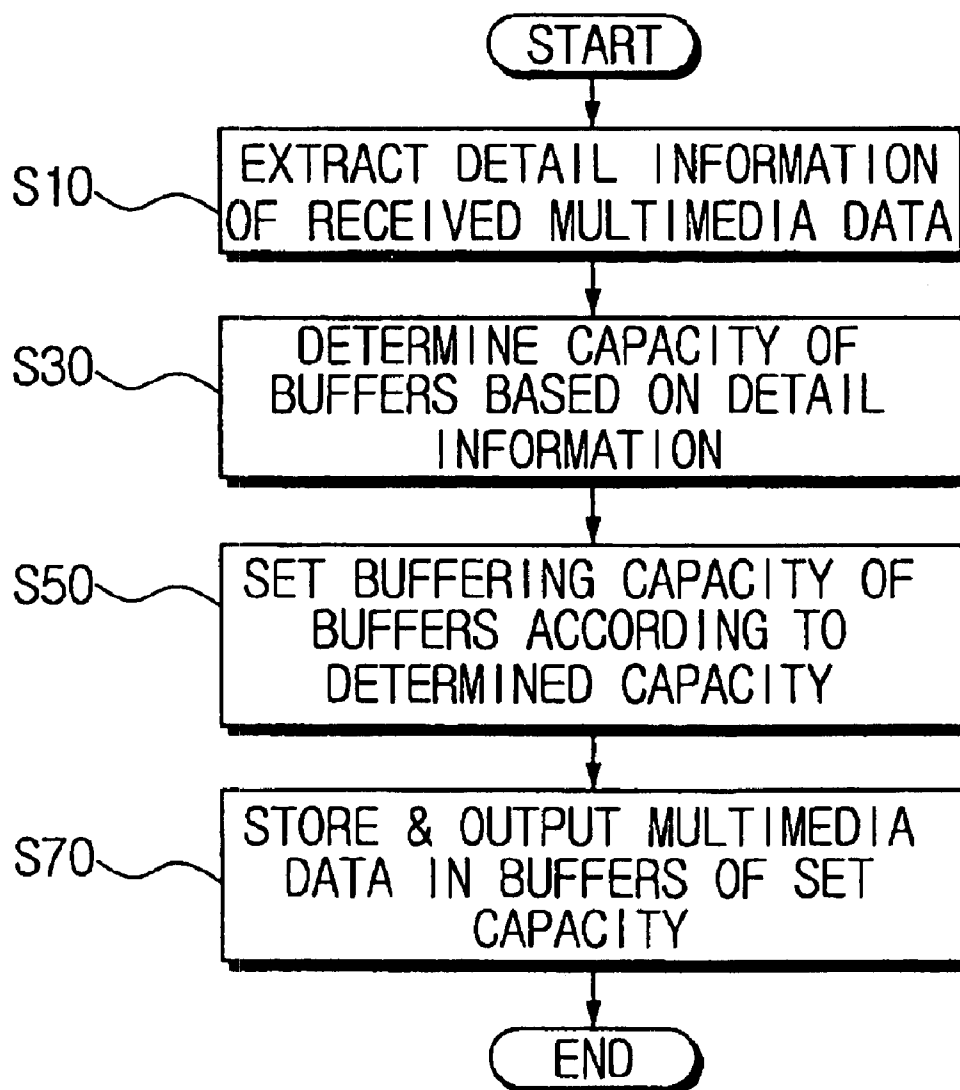 START
S10
EXTRACT DETAIL INFORMATION
OF RECEIVED MULTIMEDIA DATA
S30
DETERMINE CAPACITY OF
BUFFERS BASED ON DETAIL
INFORMATION
S50
SET BUFFERING CAPACITY OF
BUFFERS ACCORDING TO
DETERMINED CAPACITY
S70
STORE & OUTPUT MULTIMEDIA
DATA IN BUFFERS OF SET
CAPACITY
END